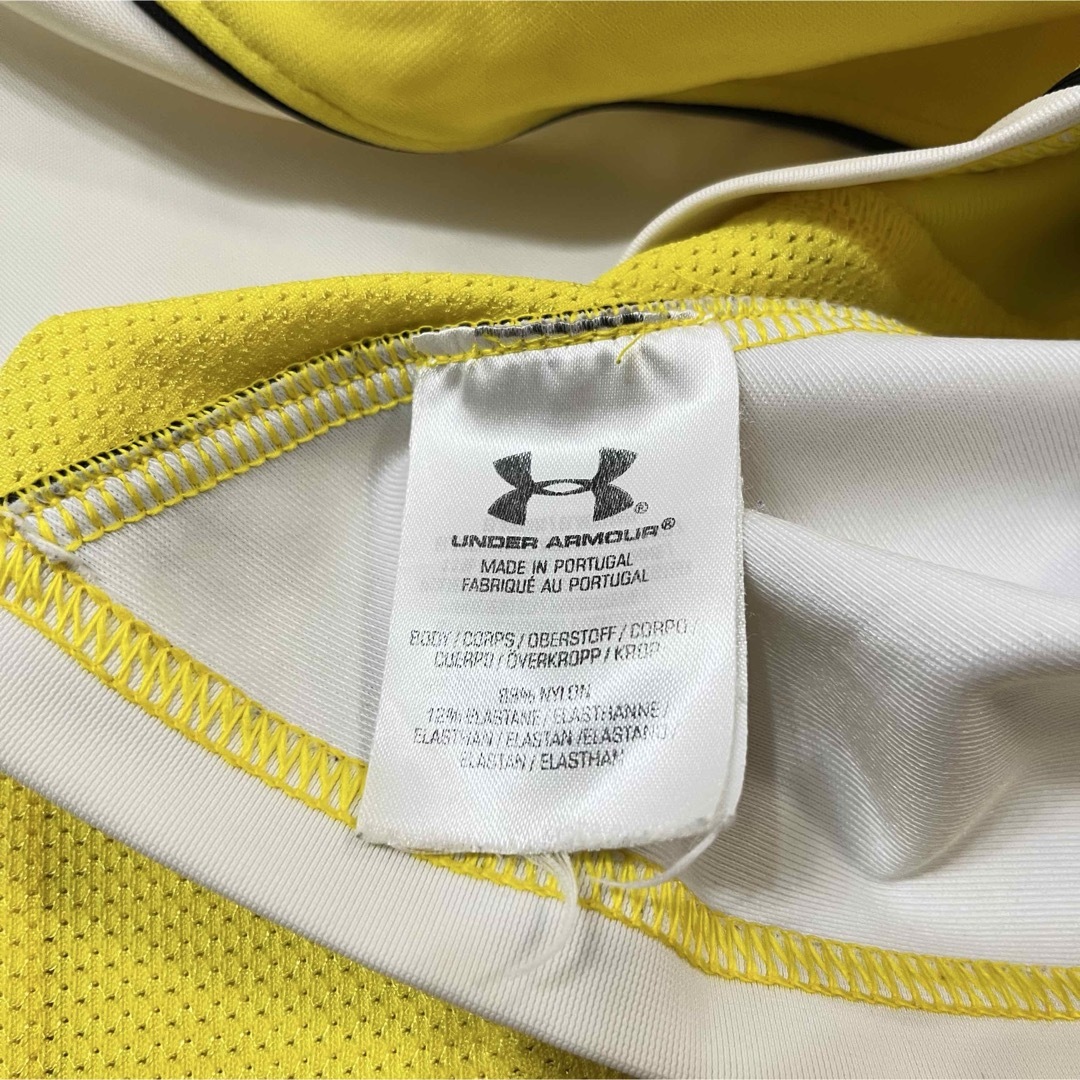 UNDER ARMOUR®
MADE IN PORTUGAL
FABRIQUÉ AU PORTUGAL
BODY / CORPS / OBERSTOFF / CORPO /
CUERPO / ÖVERKROPP / KROP
NYLON
12% ELASTANE / ELASTHANNE /
ELASTHAN / ELASTAN /ELASTANO /
ELASTAN / ELASTHAN